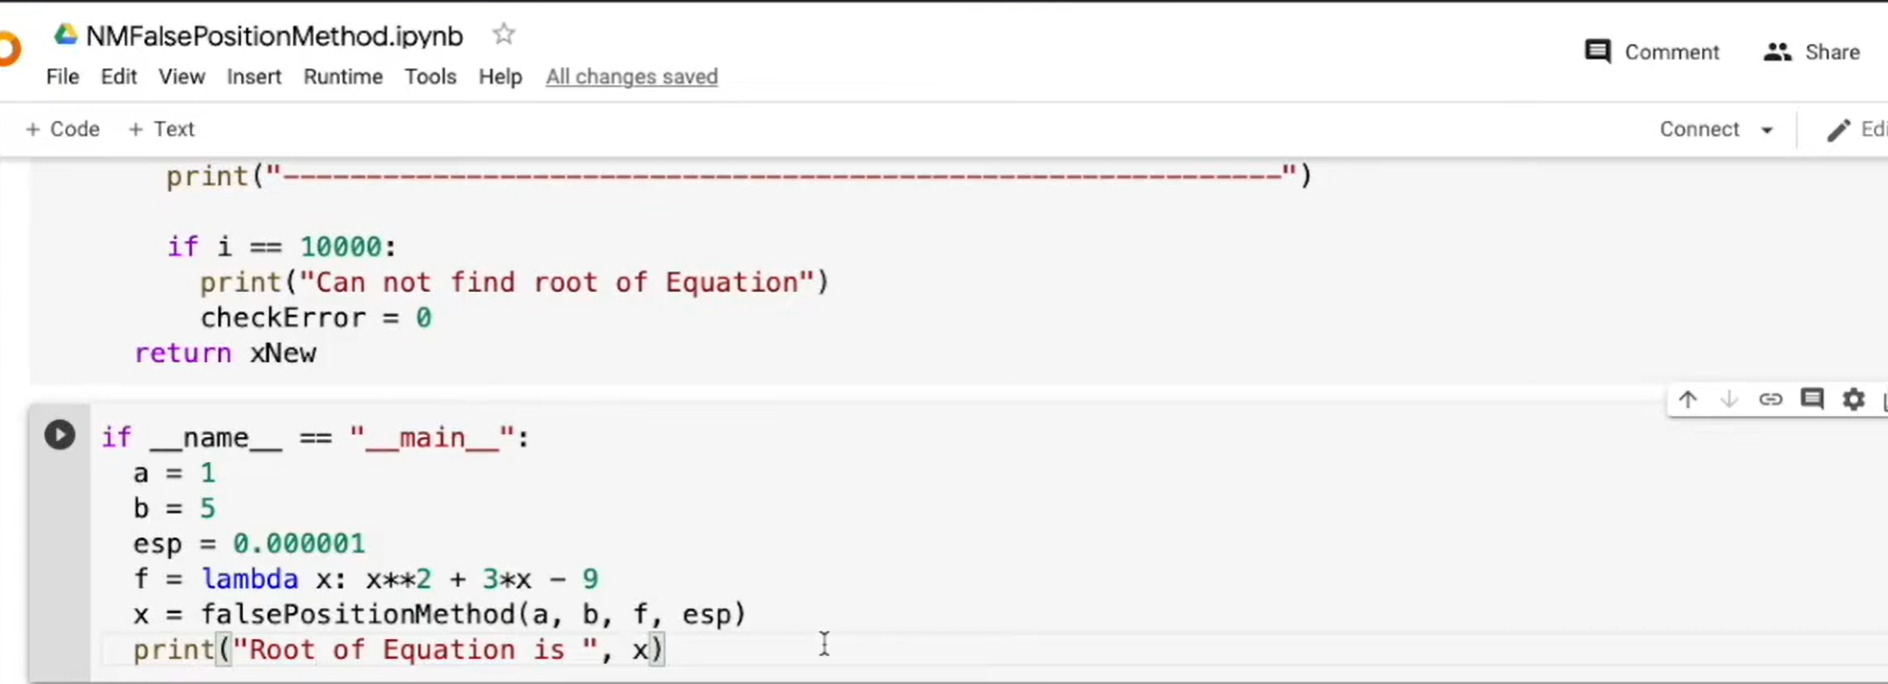 NMFalsePositionMethod.ipynb
Comment Share
File Edit View Insert Runtime Tools Help All changes saved
+ Code + Text Connect Edi
print("------------------------------------------------------------")
if i == 10000:
print("Can not find root of Equation")
checkError = 0
return xNew
if __name__ == "__main__":
a = 1
b = 5
esp = 0.000001
f = lambda x: x**2 + 3*x - 9
x = falsePositionMethod(a, b, f, esp)
print("Root of Equation is ", x)